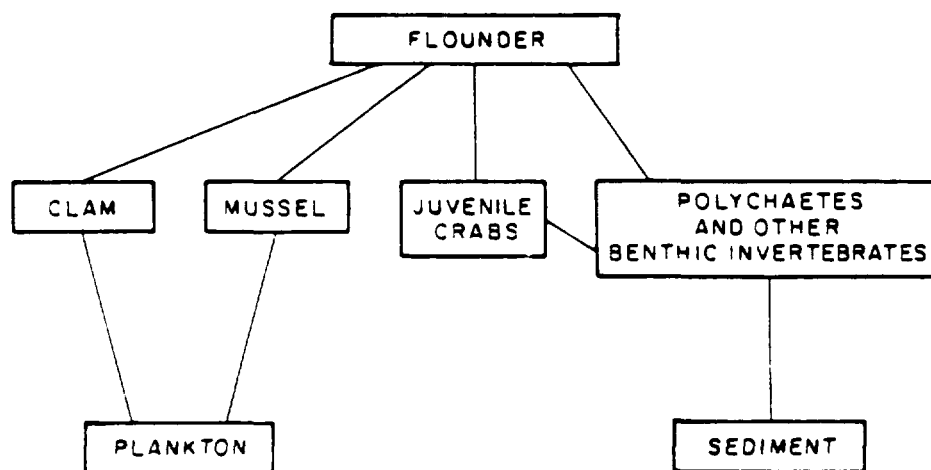 FLOUNDER
CLAM
MUSSEL
JUVENILE
CRABS
POLYCHAETES
AND OTHER
BENTHIC INVERTEBRATES
PLANKTON
SEDIMENT